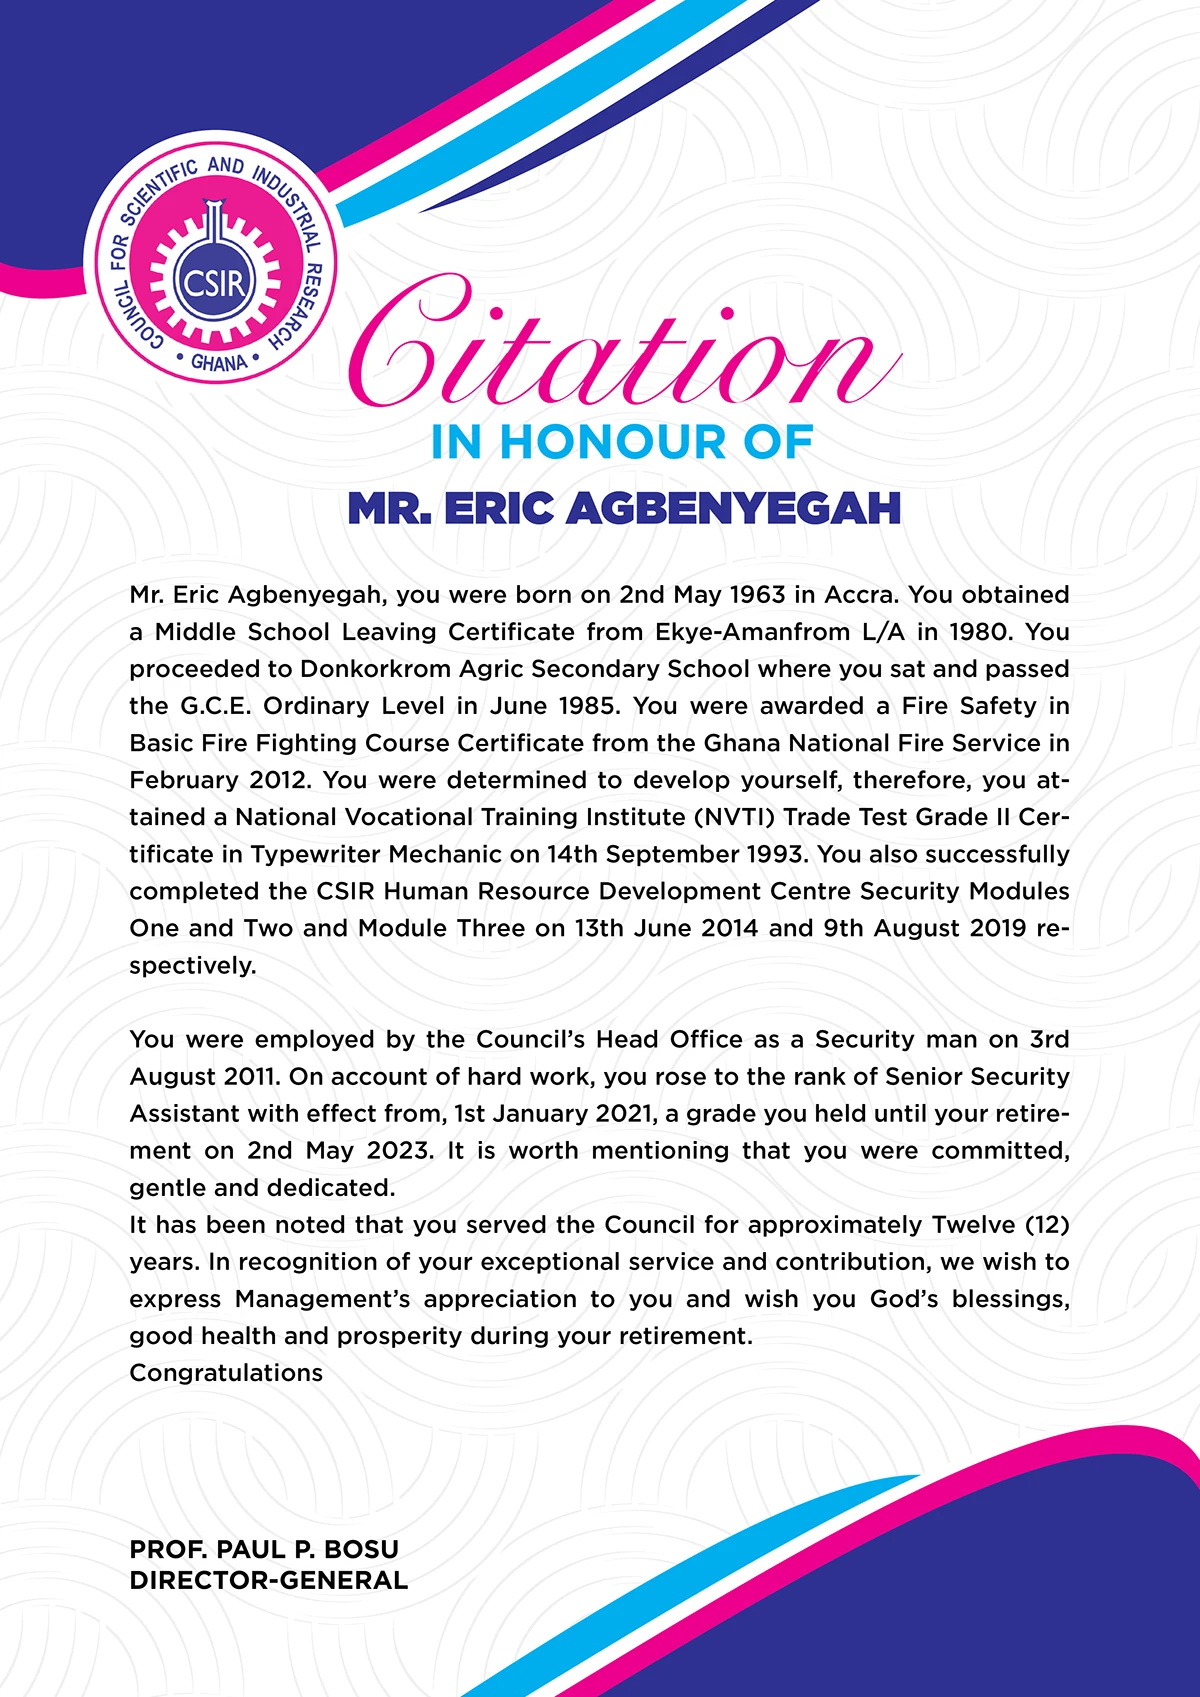 COUNCIL FOR SCIENTIFIC AND INDUSTRIAL RESEARCH
• GHANA •
CSIR
Citation
IN HONOUR OF
MR. ERIC AGBENYEGAH
Mr. Eric Agbenyegah, you were born on 2nd May 1963 in Accra. You obtained
a Middle School Leaving Certificate from Ekye-Amanfrom L/A in 1980. You
proceeded to Donkorkrom Agric Secondary School where you sat and passed
the G.C.E. Ordinary Level in June 1985. You were awarded a Fire Safety in
Basic Fire Fighting Course Certificate from the Ghana National Fire Service in
February 2012. You were determined to develop yourself, therefore, you at-
tained a National Vocational Training Institute (NVTI) Trade Test Grade II Cer-
tificate in Typewriter Mechanic on 14th September 1993. You also successfully
completed the CSIR Human Resource Development Centre Security Modules
One and Two and Module Three on 13th June 2014 and 9th August 2019 re-
spectively.
You were employed by the Council’s Head Office as a Security man on 3rd
August 2011. On account of hard work, you rose to the rank of Senior Security
Assistant with effect from, 1st January 2021, a grade you held until your retire-
ment on 2nd May 2023. It is worth mentioning that you were committed,
gentle and dedicated.
It has been noted that you served the Council for approximately Twelve (12)
years. In recognition of your exceptional service and contribution, we wish to
express Management’s appreciation to you and wish you God’s blessings,
good health and prosperity during your retirement.
Congratulations
PROF. PAUL P. BOSU
DIRECTOR-GENERAL